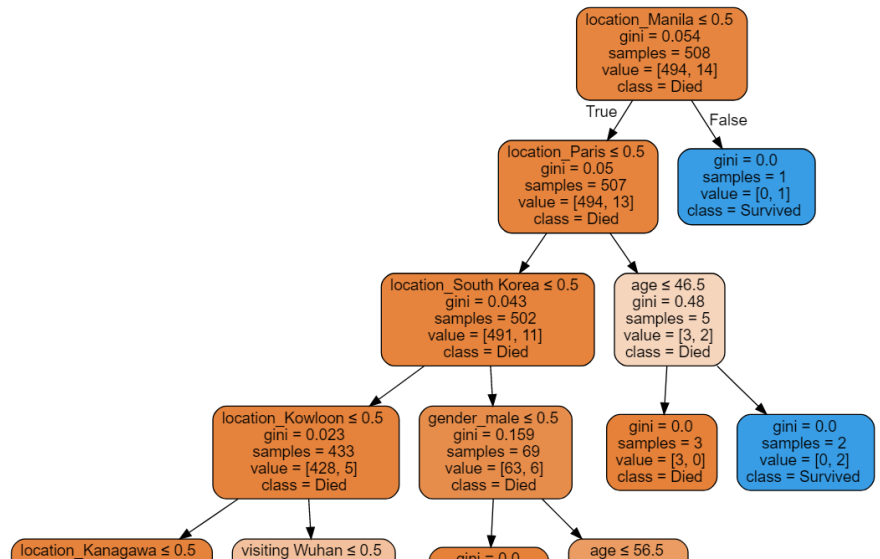 location_Manila ≤ 0.5
gini = 0.054
samples = 508
value = [494, 14]
class = Died
True
False
location_Paris ≤ 0.5
gini = 0.05
samples = 507
value = [494, 13]
class = Died
gini = 0.0
samples = 1
value = [0, 1]
class = Survived
location_South Korea ≤ 0.5
gini = 0.043
samples = 502
value = [491, 11]
class = Died
age ≤ 46.5
gini = 0.48
samples = 5
value = [3, 2]
class = Died
location_Kowloon ≤ 0.5
gini = 0.023
samples = 433
value = [428, 5]
class = Died
gender_male ≤ 0.5
gini = 0.159
samples = 69
value = [63, 6]
class = Died
gini = 0.0
samples = 3
value = [3, 0]
class = Died
gini = 0.0
samples = 2
value = [0, 2]
class = Survived
location_Kanagawa ≤ 0.5
visiting Wuhan ≤ 0.5
gini = 0.0
age ≤ 56.5